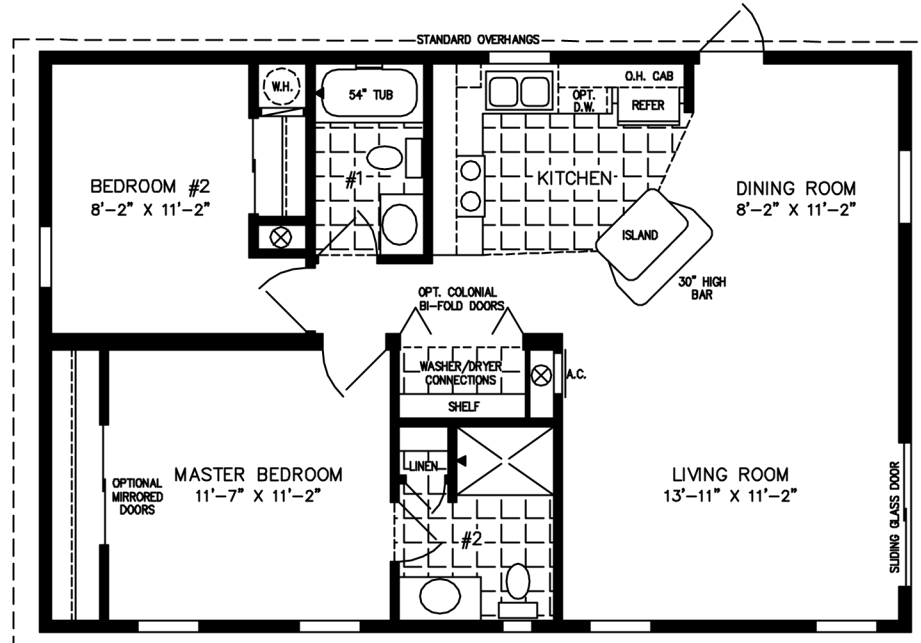 STANDARD OVERHANGS
W.H.
54" TUB
O.H. CAB
OPT.
D.W.
REFER
#1
KITCHEN
BEDROOM #2
8'-2" X 11'-2"
DINING ROOM
8'-2" X 11'-2"
ISLAND
30" HIGH
BAR
OPT. COLONIAL
BI-FOLD DOORS
WASHER/DRYER
CONNECTIONS
A.C.
SHELF
LINEN
MASTER BEDROOM
11'-7" X 11'-2"
OPTIONAL
MIRRORED
DOORS
LIVING ROOM
13'-11" X 11'-2"
SLIDING GLASS DOOR
#2